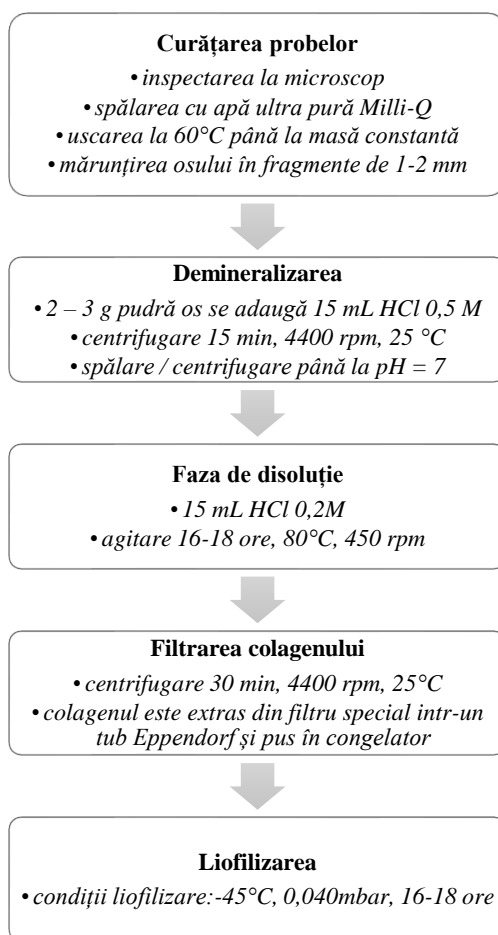 Curățarea probelor
• inspectarea la microscop
• spălarea cu apă ultra pură Milli-Q
• uscarea la 60°C până la masă constantă
• mărunțirea osului în fragmente de 1-2 mm
Demineralizarea
• 2 – 3 g pudră os se adaugă 15 mL HCl 0,5 M
• centrifugare 15 min, 4400 rpm, 25 °C
• spălare / centrifugare până la pH = 7
Faza de disoluție
• 15 mL HCl 0,2M
• agitare 16-18 ore, 80°C, 450 rpm
Filtrarea colagenului
• centrifugare 30 min, 4400 rpm, 25°C
• colagenul este extras din filtru special intr-un
tub Eppendorf și pus în congelator
Liofilizarea
• condiții liofilizare:-45°C, 0,040mbar, 16-18 ore